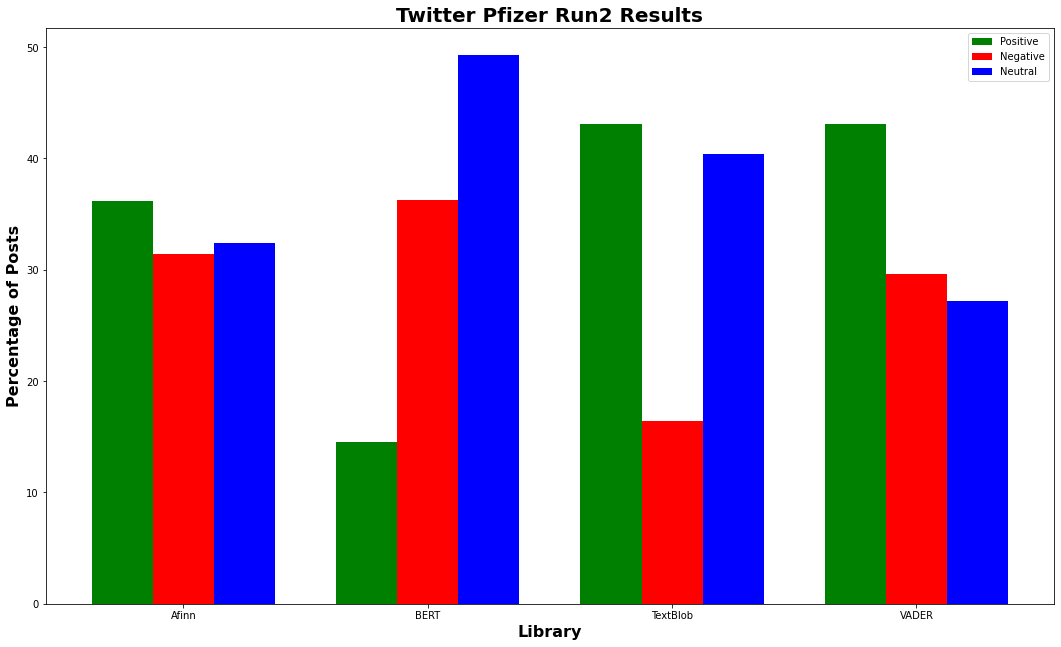 Twitter Pfizer Run2 Results
Positive
Negative
Neutral
Percentage of Posts
50
40
30
20
10
0
Afinn
BERT
TextBlob
VADER
Library